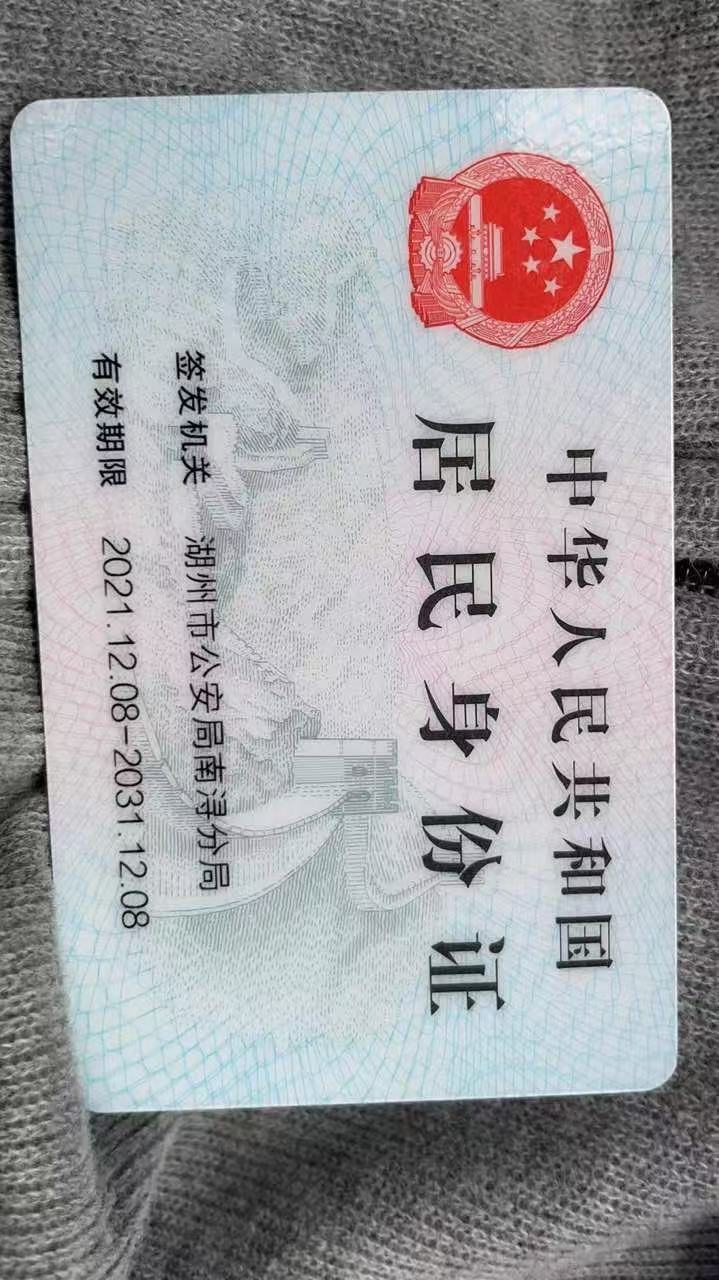 中华人民共和国
居民身份证
签发机关 湖州市公安局南浔分局
有效期限 2021.12.08-2031.12.08